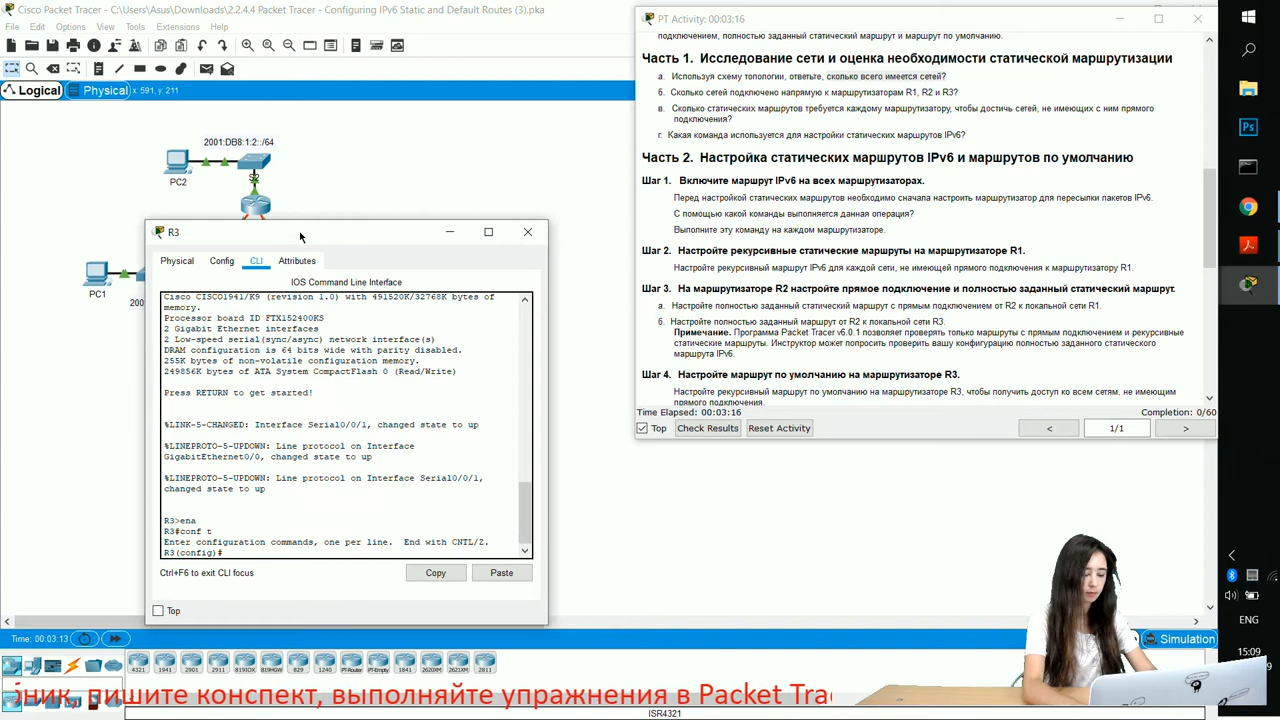 Cisco Packet Tracer - C:\Users\Asus\Downloads\2.2.4.4 Packet Tracer - Configuring IPv6 Static and Default Routes (3).pka
File Edit Options View Tools Extensions Help
Logical Physical x: 591, y: 211
2001:DB8:1:2::/64
PC2
PC1
R3
Physical Config CLI Attributes
IOS Command Line Interface
Cisco CISCO1941/K9 (revision 1.0) with 491520K/32768K bytes of
memory.
Processor board ID FTX152400KS
2 Gigabit Ethernet interfaces
2 Low-speed serial(sync/async) network interface(s)
DRAM configuration is 64 bits wide with parity disabled.
255K bytes of non-volatile configuration memory.
249856K bytes of ATA System CompactFlash 0 (Read/Write)
Press RETURN to get started!
%LINK-5-CHANGED: Interface Serial0/0/1, changed state to up
%LINEPROTO-5-UPDOWN: Line protocol on Interface
GigabitEthernet0/0, changed state to up
%LINEPROTO-5-UPDOWN: Line protocol on Interface Serial0/0/1,
changed state to up
R3>ena
R3#conf t
Enter configuration commands, one per line. End with CNTL/Z.
R3(config)#
Ctrl+F6 to exit CLI focus
Copy Paste
Top
PT Activity: 00:03:16
подключением, полностью заданный статический маршрут и маршрут по умолчанию.
Часть 1. Исследование сети и оценка необходимости статической маршрутизации
а. Используя схему топологии, ответьте, сколько всего имеется сетей?
б. Сколько сетей подключено напрямую к маршрутизаторам R1, R2 и R3?
в. Сколько статических маршрутов требуется каждому маршрутизатору, чтобы достичь сетей, не имеющих с ним прямого
подключения?
г. Какая команда используется для настройки статических маршрутов IPv6?
Часть 2. Настройка статических маршрутов IPv6 и маршрутов по умолчанию
Шаг 1. Включите маршрут IPv6 на всех маршрутизаторах.
Перед настройкой статических маршрутов необходимо сначала настроить маршрутизатор для пересылки пакетов IPv6.
С помощью какой команды выполняется данная операция?
Выполните эту команду на каждом маршрутизаторе.
Шаг 2. Настройте рекурсивные статические маршруты на маршрутизаторе R1.
Настройте рекурсивный маршрут IPv6 для каждой сети, не имеющей прямого подключения к маршрутизатору R1.
Шаг 3. На маршрутизаторе R2 настройте прямое подключение и полностью заданный статический маршрут.
а. Настройте полностью заданный статический маршрут с прямым подключением от R2 к локальной сети R1.
б. Настройте полностью заданный маршрут от R2 к локальной сети R3.
Примечание. Программа Packet Tracer v6.0.1 позволяет проверять только маршруты с прямым подключением и рекурсивные
статические маршруты. Инструктор может попросить проверить вашу конфигурацию полностью заданного статического
маршрута IPv6.
Шаг 4. Настройте маршрут по умолчанию на маршрутизаторе R3.
Настройте рекурсивный маршрут по умолчанию на маршрутизаторе R3, чтобы получить доступ ко всем сетям, не имеющим
прямого подключения.
Time Elapsed: 00:03:16 Completion: 0/60
Top Check Results Reset Activity < 1/1 >
Time: 00:03:13
Simulation
4321 1941 2901 2911 819IOX 819HGW 829 1240 PT-Router PT-Empty 1841 2620XM 2621XM 2811
пишите конспект, выполняйте упражнения в Packet Tra
ISR4321
Ps
ENG
15:09